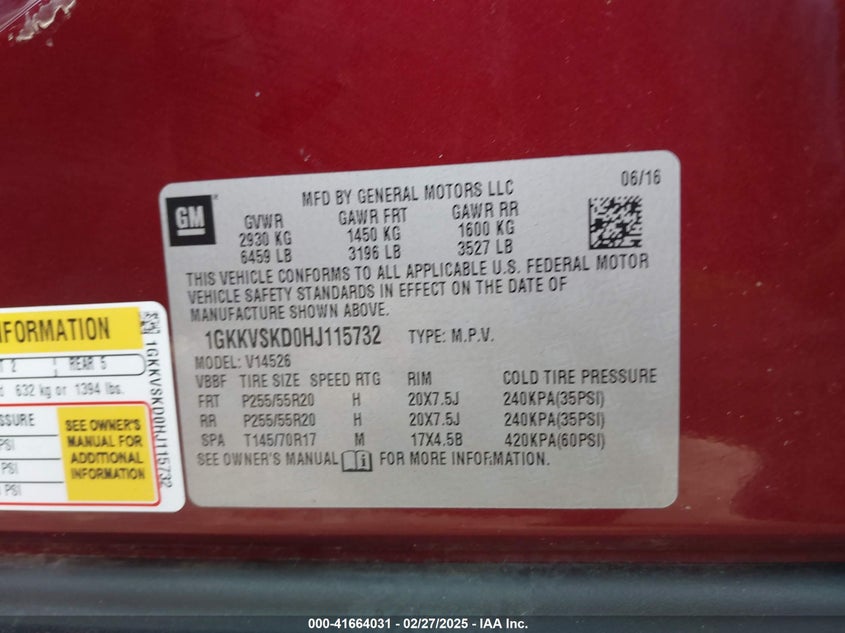 MFD BY GENERAL MOTORS LLC 06/16
GM
GVWR GAWR FRT GAWR RR
2930 KG 1450 KG 1600 KG
6459 LB 3196 LB 3527 LB
THIS VEHICLE CONFORMS TO ALL APPLICABLE U.S. FEDERAL MOTOR
VEHICLE SAFETY STANDARDS IN EFFECT ON THE DATE OF
MANUFACTURE SHOWN ABOVE.
1GKKVSKD0HJ115732 TYPE: M.P.V.
MODEL: V14526
VBBF TIRE SIZE SPEED RTG RIM COLD TIRE PRESSURE
FRT P255/55R20 H 20X7.5J 240KPA(35PSI)
RR P255/55R20 H 20X7.5J 240KPA(35PSI)
SPA T145/70R17 M 17X4.5B 420KPA(60PSI)
SEE OWNER'S MANUAL FOR MORE INFORMATION.
2 REAR 5
632 kg or 1394 lbs.
PSI
PSI
PSI
SEE OWNER'S
MANUAL FOR
ADDITIONAL
INFORMATION
1GKKVSKD0HJ115732
000-41664031 / 02/27/2025 - IAA Inc.